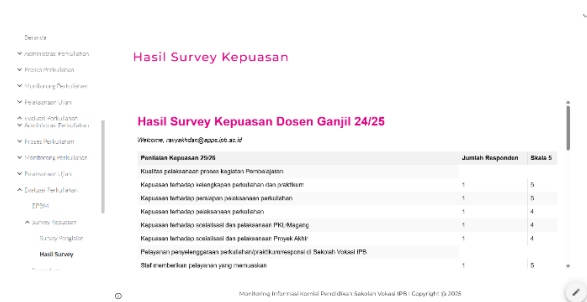 Beranda
Administrasi Perkuliahan
Proses Perkuliahan
Monitoring Perkuliahan
Pelaksanaan Ujian
Evaluasi Perkuliahan
Administrasi Perkuliahan
Proses Perkuliahan
Monitoring Perkuliahan
Pelaksanaan Ujian
Evaluasi Perkuliahan
EPBM
Survey Kepuasan
Survey Pengguna
Hasil Survey
Hasil Survey Kepuasan
Hasil Survey Kepuasan Dosen Ganjil 24/25
Welcome, rayyakhdar@apps.ipb.ac.id
Penilaian Kepuasan 25/26 Jumlah Responden Skala 5
Kualitas pelaksanaan proses kegiatan Pembelajaran
Kepuasan terhadap kelengkapan perkuliahan dan praktikum 1 5
Kepuasan terhadap persiapan pelaksanaan perkuliahan 1 5
Kepuasan terhadap pelaksanaan perkuliahan 1 4
Kepuasan terhadap sosialisasi dan pelaksanaan PKL/Magang 1 4
Kepuasan terhadap sosialisasi dan pelaksanaan Proyek Akhir 1 4
Pelayanan penyelenggaraan perkuliahan/praktikum/responsi di Sekolah Vokasi IPB
Staf memberikan pelayanan yang memuaskan 1 5
Monitoring Informasi Komisi Pendidikan Sekolah Vokasi IPB | Copyright @ 2025